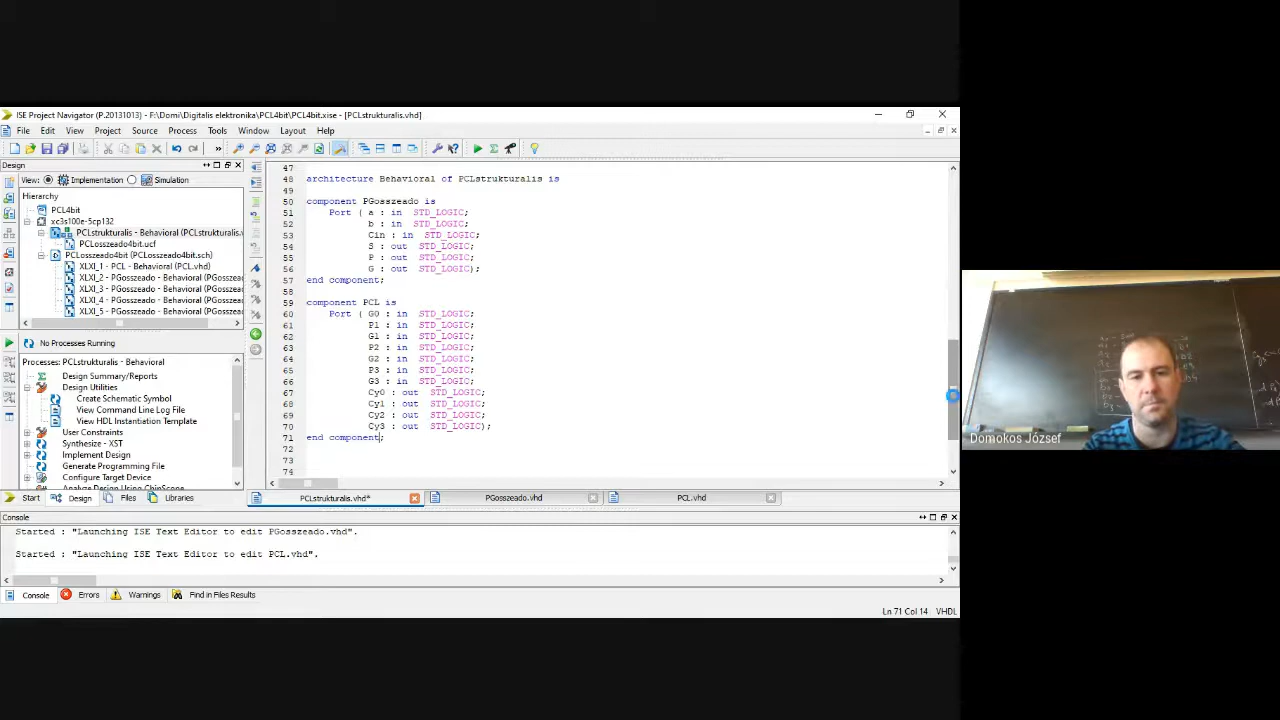 ISE Project Navigator (P.20131013) - F:\Domi\Digitalis elektronika\PCL4bit\PCL4bit.xise - [PCLstrukturalis.vhd]
File Edit View Project Source Process Tools Window Layout Help
Design
View: Implementation Simulation
Hierarchy
PCL4bit
xc3s100e-5cp132
PCLstrukturalis - Behavioral (PCLstrukturalis.v
PCLosszeado4bit.ucf
PCLosszeado4bit (PCLosszeado4bit.sch)
XLXI_1 - PCL - Behavioral (PCL.vhd)
XLXI_2 - PGosszeado - Behavioral (PGossze
XLXI_3 - PGosszeado - Behavioral (PGossze
XLXI_4 - PGosszeado - Behavioral (PGossze
XLXI_5 - PGosszeado - Behavioral (PGossze
No Processes Running
Processes: PCLstrukturalis - Behavioral
Design Summary/Reports
Design Utilities
Create Schematic Symbol
View Command Line Log File
View HDL Instantiation Template
User Constraints
Synthesize - XST
Implement Design
Generate Programming File
Configure Target Device
Analyze Design Using ChipScope
Start Design Files Libraries
47
48 architecture Behavioral of PCLstrukturalis is
49
50 component PGosszeado is
51 Port ( a : in STD_LOGIC;
52 b : in STD_LOGIC;
53 Cin : in STD_LOGIC;
54 S : out STD_LOGIC;
55 P : out STD_LOGIC;
56 G : out STD_LOGIC);
57 end component;
58
59 component PCL is
60 Port ( G0 : in STD_LOGIC;
61 P1 : in STD_LOGIC;
62 G1 : in STD_LOGIC;
63 P2 : in STD_LOGIC;
64 G2 : in STD_LOGIC;
65 P3 : in STD_LOGIC;
66 G3 : in STD_LOGIC;
67 Cy0 : out STD_LOGIC;
68 Cy1 : out STD_LOGIC;
69 Cy2 : out STD_LOGIC;
70 Cy3 : out STD_LOGIC);
71 end component;
72
73
74
PCLstrukturalis.vhd* PGosszeado.vhd PCL.vhd
Console
Started : "Launching ISE Text Editor to edit PGosszeado.vhd".
Started : "Launching ISE Text Editor to edit PCL.vhd".
Console Errors Warnings Find in Files Results
Ln 71 Col 14 VHDL
Domokos József